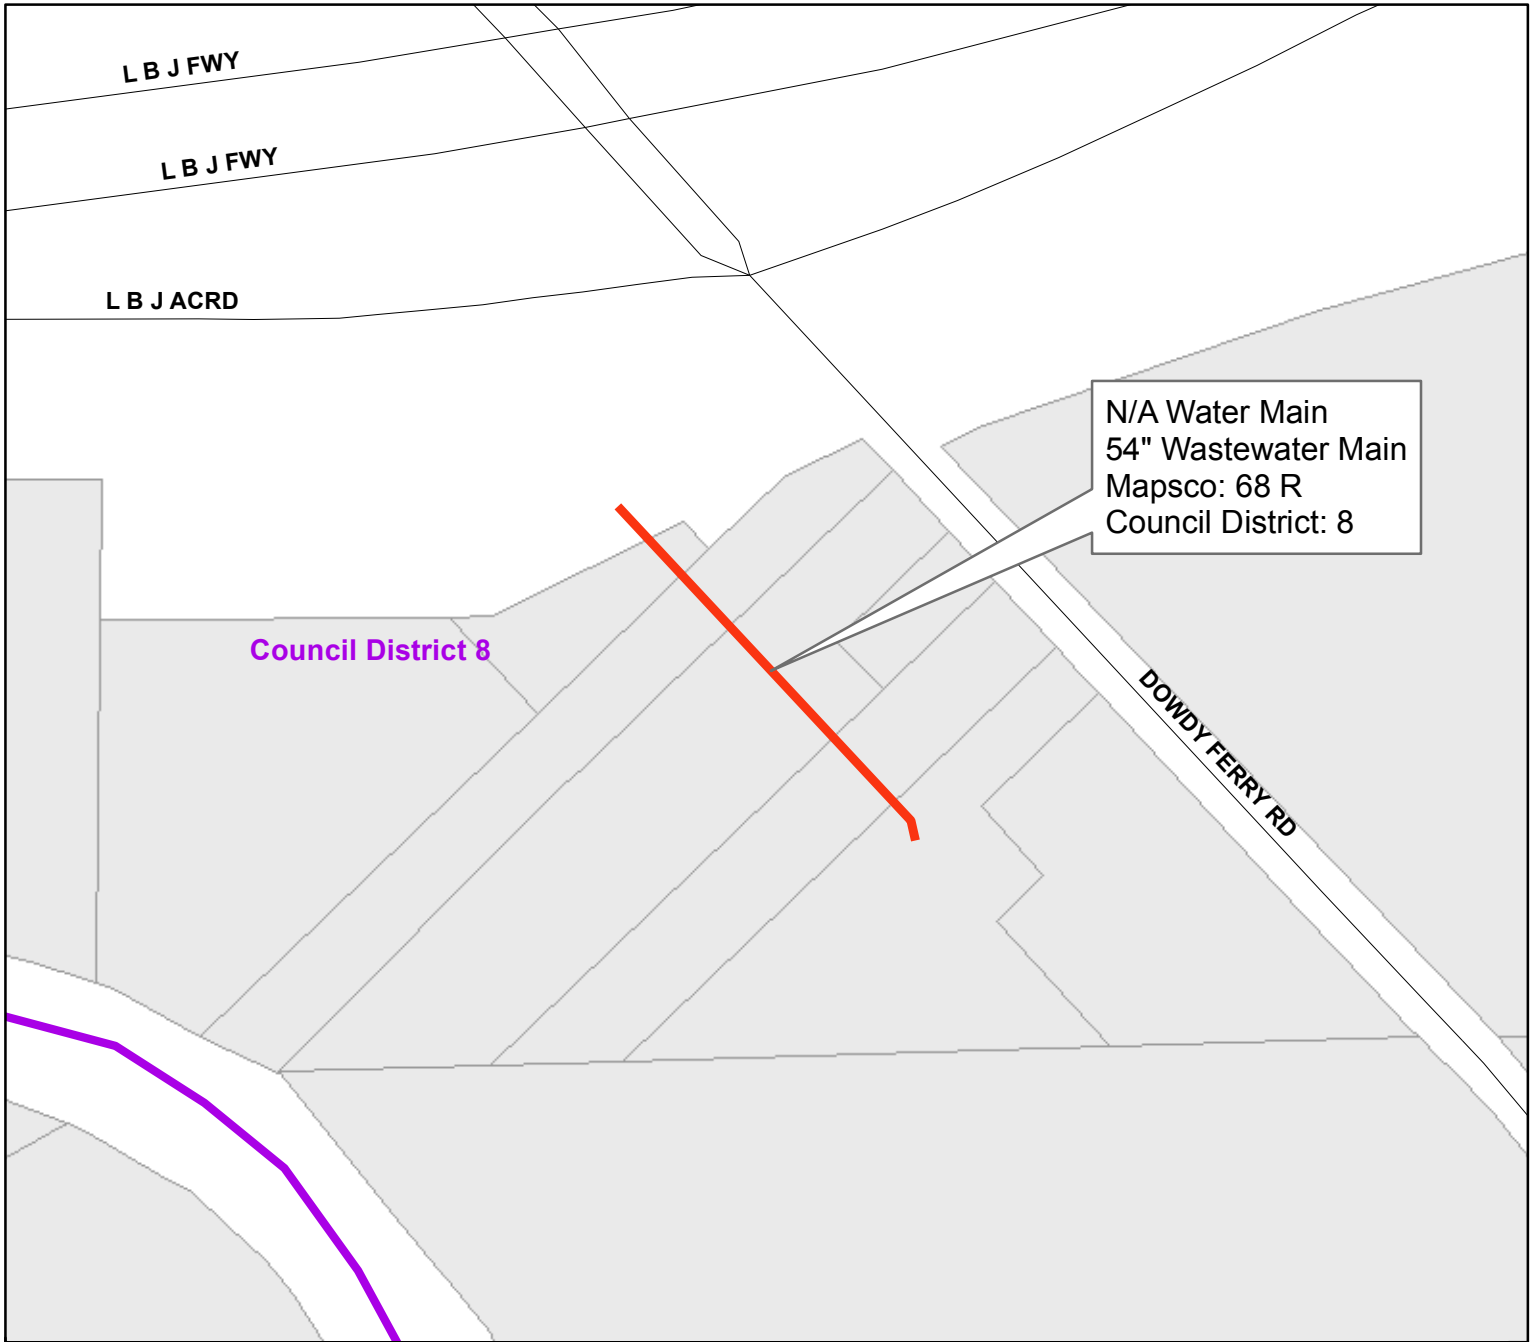 L B J FWY
L B J FWY
L B J ACRD
N/A Water Main
54" Wastewater Main
Mapsco: 68 R
Council District: 8
Council District 8
DOWDY FERRY RD